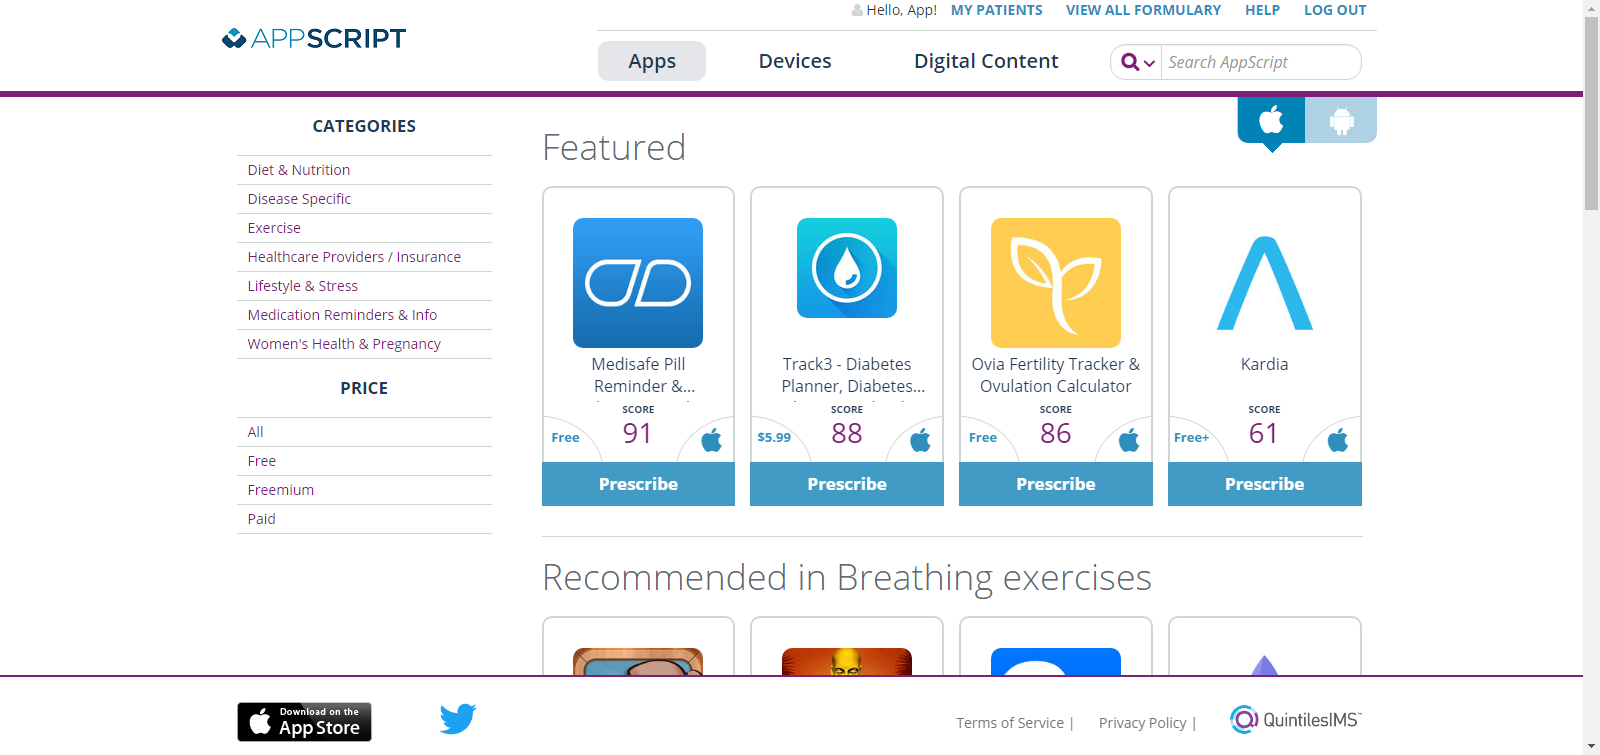 Hello, App! MY PATIENTS VIEW ALL FORMULARY HELP LOG OUT
APPSCRIPT
Apps Devices Digital Content Search AppScript
CATEGORIES
Diet & Nutrition
Disease Specific
Exercise
Healthcare Providers / Insurance
Lifestyle & Stress
Medication Reminders & Info
Women's Health & Pregnancy
PRICE
All
Free
Freemium
Paid
Featured
Medisafe Pill
Reminder &...
SCORE
Free 91
Prescribe
Track3 - Diabetes
Planner, Diabetes...
SCORE
$5.99 88
Prescribe
Ovia Fertility Tracker &
Ovulation Calculator
SCORE
Free 86
Prescribe
Kardia
SCORE
Free+ 61
Prescribe
Recommended in Breathing exercises
Download on the
App Store
Terms of Service | Privacy Policy |
QuintilesIMS™